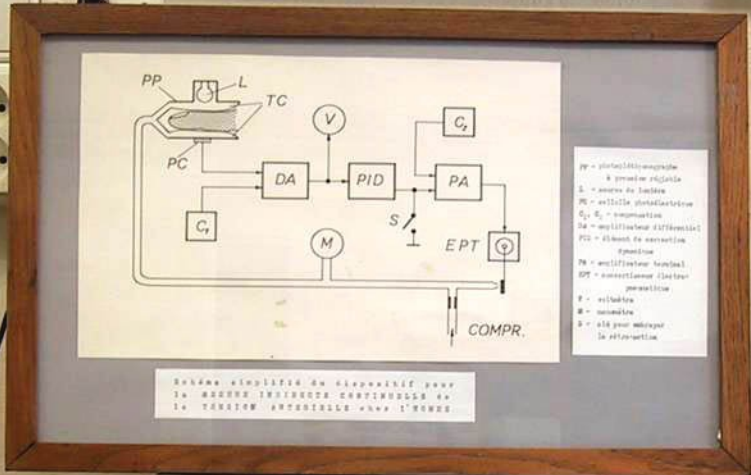 PP
L
TC
PC
V
C₂
DA
PID
PA
C₁
S
M
EPT
COMPR.
PP - photopléthysmographe
à pression réglable
L - source de lumière
PC - cellule photoélectrique
C₁, C₂ - compensation
DA - amplificateur différentiel
PID - élément de correction
dynamique
PA - amplificateur terminal
EPT - convertisseur électro-
pneumatique
V - voltmètre
M - manomètre
S - clé pour embrayer
la rétro-action
Schéma simplifié du dispositif pour
la MESURE INDIRECTE CONTINUELLE de
la TENSION ARTERIELLE chez l'HOMME